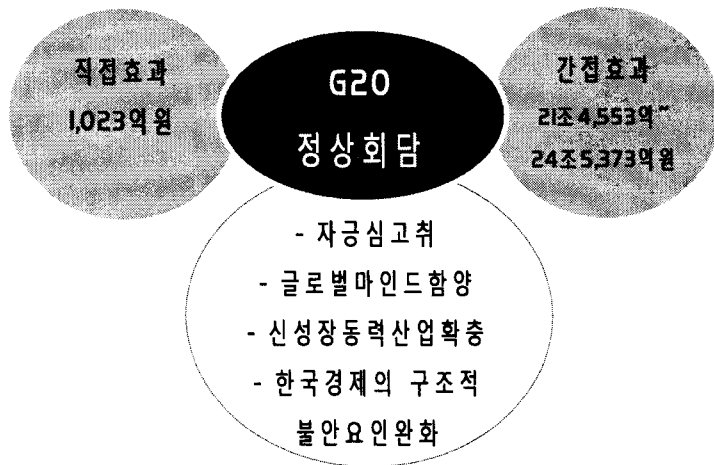 직접효과
1,023억원
G20
정상회담
간접효과
21조4,553억~
24조5,373억원
- 자긍심고취
- 글로벌마인드함양
- 신성장동력산업확충
- 한국경제의 구조적
불안요인완화